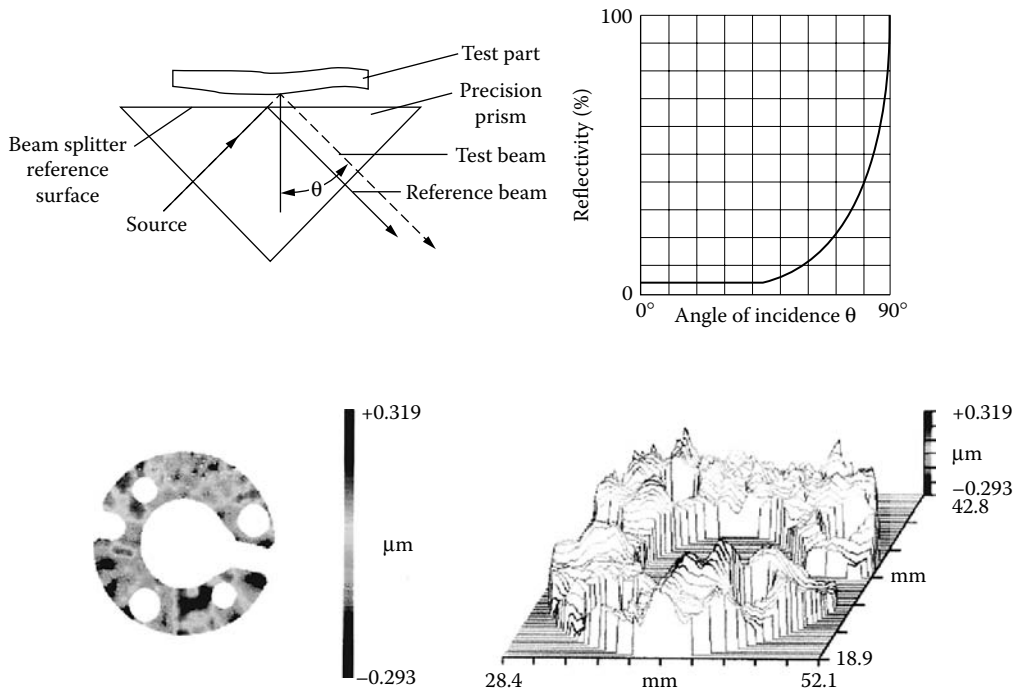 Test part
Precision
prism
Beam splitter
reference
surface
Test beam
θ
Reference beam
Source
100
Reflectivity (%)
0
0°
Angle of incidence θ
90°
+0.319
μm
−0.293
+0.319
μm
−0.293
42.8
mm
18.9
28.4
mm
52.1